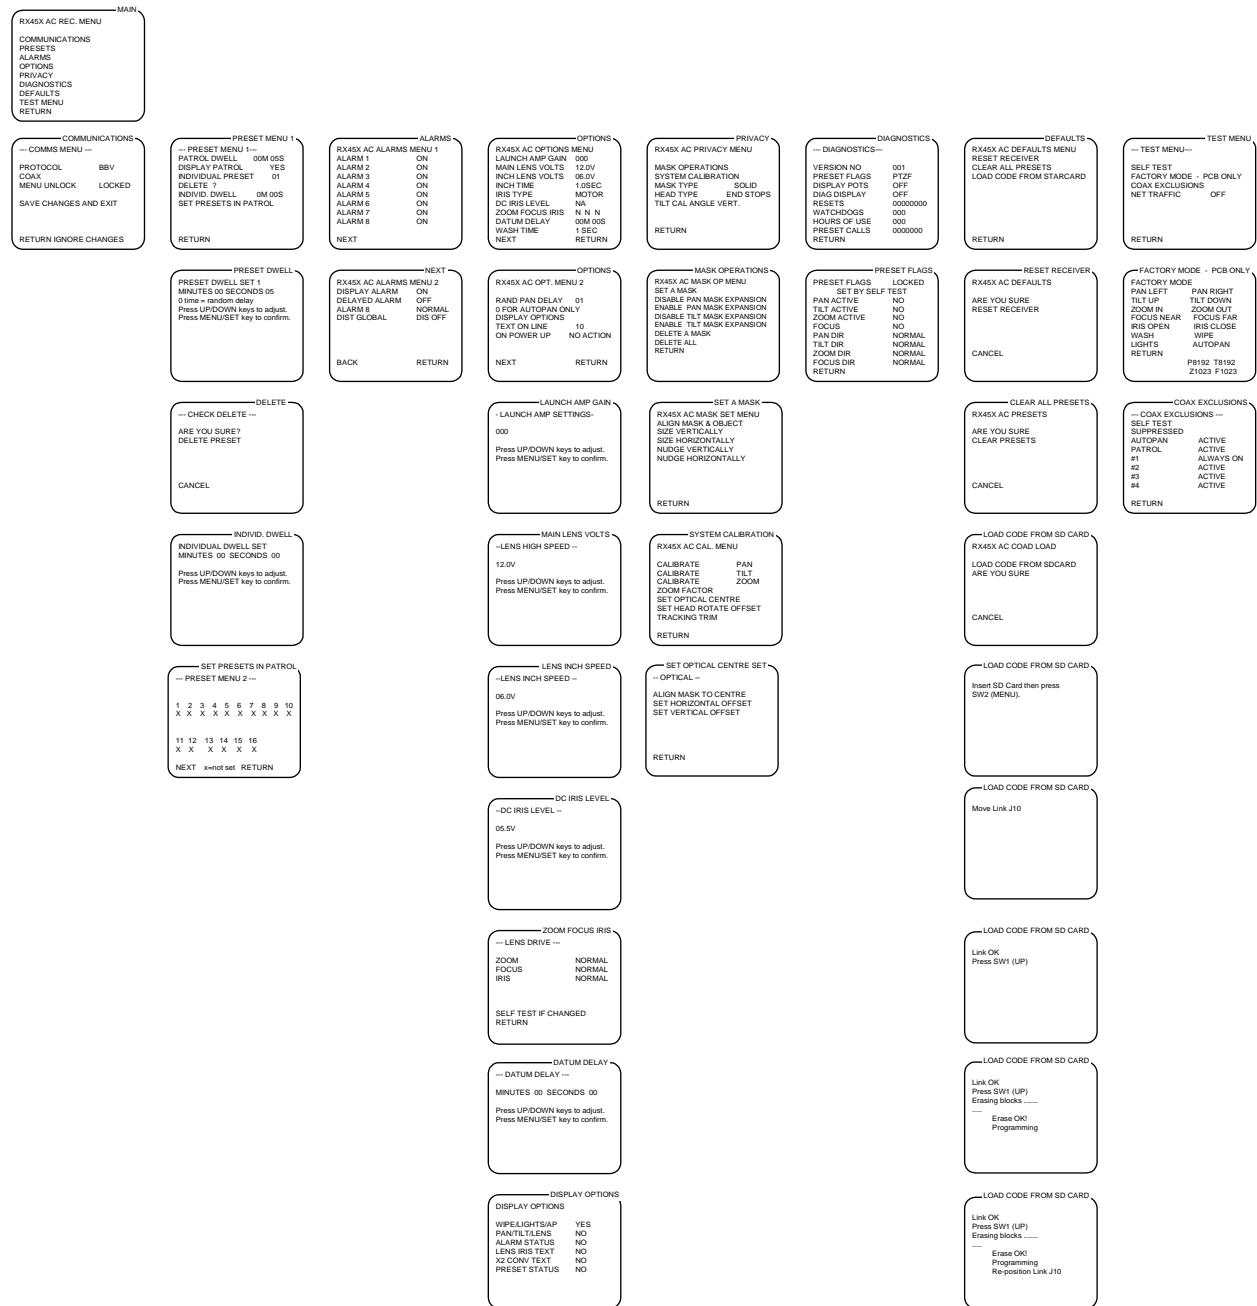 MAIN
RX45X AC REC. MENU
COMMUNICATIONS
PRESETS
ALARMS
OPTIONS
PRIVACY
DIAGNOSTICS
DEFAULTS
TEST MENU
RETURN
COMMUNICATIONS
--- COMMS MENU ---
PROTOCOL BBV
COAX
MENU UNLOCK LOCKED
SAVE CHANGES AND EXIT
RETURN IGNORE CHANGES
PRESET MENU 1
--- PRESET MENU 1---
PATROL DWELL 00M 05S
DISPLAY PATROL YES
INDIVIDUAL PRESET 01
DELETE ?
INDIVID. DWELL 0M 00S
SET PRESETS IN PATROL
RETURN
ALARMS
RX45X AC ALARMS MENU 1
ALARM 1 ON
ALARM 2 ON
ALARM 3 ON
ALARM 4 ON
ALARM 5 ON
ALARM 6 ON
ALARM 7 ON
ALARM 8 ON
NEXT
OPTIONS
RX45X AC OPTIONS MENU
LAUNCH AMP GAIN 000
MAIN LENS VOLTS 12.0V
INCH LENS VOLTS 06.0V
INCH TIME 1.0SEC
IRIS TYPE MOTOR
DC IRIS LEVEL NA
ZOOM FOCUS IRIS N N N
DATUM DELAY 00M 00S
WASH TIME 1 SEC
NEXT RETURN
PRIVACY
RX45X AC PRIVACY MENU
MASK OPERATIONS
SYSTEM CALIBRATION
MASK TYPE SOLID
HEAD TYPE END STOPS
TILT CAL ANGLE VERT.
RETURN
DIAGNOSTICS
--- DIAGNOSTICS---
VERSION NO 001
PRESET FLAGS PTZF
DISPLAY POTS OFF
DIAG DISPLAY OFF
RESETS 00000000
WATCHDOGS 000
HOURS OF USE 000
PRESET CALLS 0000000
RETURN
DEFAULTS
RX45X AC DEFAULTS MENU
RESET RECEIVER
CLEAR ALL PRESETS
LOAD CODE FROM STARCARD
RETURN
TEST MENU
--- TEST MENU---
SELF TEST
FACTORY MODE - PCB ONLY
COAX EXCLUSIONS
NET TRAFFIC OFF
RETURN
PRESET DWELL
PRESET DWELL SET 1
MINUTES 00 SECONDS 05
0 time = random delay
Press UP/DOWN keys to adjust.
Press MENU/SET key to confirm.
NEXT
RX45X AC ALARMS MENU 2
DISPLAY ALARM ON
DELAYED ALARM OFF
ALARM 8 NORMAL
DIST GLOBAL DIS OFF
BACK RETURN
OPTIONS
RX45X AC OPT. MENU 2
RAND PAN DELAY 01
0 FOR AUTOPAN ONLY
DISPLAY OPTIONS
TEXT ON LINE 10
ON POWER UP NO ACTION
NEXT RETURN
MASK OPERATIONS
RX45X AC MASK OP MENU
SET A MASK
DISABLE PAN MASK EXPANSION
ENABLE PAN MASK EXPANSION
DISABLE TILT MASK EXPANSION
ENABLE TILT MASK EXPANSION
DELETE A MASK
DELETE ALL
RETURN
PRESET FLAGS
PRESET FLAGS LOCKED
SET BY SELF TEST
PAN ACTIVE NO
TILT ACTIVE NO
ZOOM ACTIVE NO
FOCUS NO
PAN DIR NORMAL
TILT DIR NORMAL
ZOOM DIR NORMAL
FOCUS DIR NORMAL
RETURN
RESET RECEIVER
RX45X AC DEFAULTS
ARE YOU SURE
RESET RECEIVER
CANCEL
FACTORY MODE - PCB ONLY
FACTORY MODE
PAN LEFT PAN RIGHT
TILT UP TILT DOWN
ZOOM IN ZOOM OUT
FOCUS NEAR FOCUS FAR
IRIS OPEN IRIS CLOSE
WASH WIPE
LIGHTS AUTOPAN
RETURN
P8192 T8192
Z1023 F1023
DELETE
--- CHECK DELETE ---
ARE YOU SURE?
DELETE PRESET
CANCEL
LAUNCH AMP GAIN
- LAUNCH AMP SETTINGS-
000
Press UP/DOWN keys to adjust.
Press MENU/SET key to confirm.
SET A MASK
RX45X AC MASK SET MENU
ALIGN MASK & OBJECT
SIZE VERTICALLY
SIZE HORIZONTALLY
NUDGE VERTICALLY
NUDGE HORIZONTALLY
RETURN
CLEAR ALL PRESETS
RX45X AC PRESETS
ARE YOU SURE
CLEAR PRESETS
CANCEL
COAX EXCLUSIONS
--- COAX EXCLUSIONS ---
SELF TEST
SUPPRESSED
AUTOPAN ACTIVE
PATROL ACTIVE
#1 ALWAYS ON
#2 ACTIVE
#3 ACTIVE
#4 ACTIVE
RETURN
INDIVID. DWELL
INDIVIDUAL DWELL SET
MINUTES 00 SECONDS 00
Press UP/DOWN keys to adjust.
Press MENU/SET key to confirm.
MAIN LENS VOLTS
--LENS HIGH SPEED --
12.0V
Press UP/DOWN keys to adjust.
Press MENU/SET key to confirm.
SYSTEM CALIBRATION
RX45X AC CAL. MENU
CALIBRATE PAN
CALIBRATE TILT
CALIBRATE ZOOM
ZOOM FACTOR
SET OPTICAL CENTRE
SET HEAD ROTATE OFFSET
TRACKING TRIM
RETURN
LOAD CODE FROM SD CARD
RX45X AC COAD LOAD
LOAD CODE FROM SDCARD
ARE YOU SURE
CANCEL
SET PRESETS IN PATROL
--- PRESET MENU 2 ---
1 2 3 4 5 6 7 8 9 10
X X X X X X X X X X
11 12 13 14 15 16
X X X X X X
NEXT x=not set RETURN
LENS INCH SPEED
--LENS INCH SPEED --
06.0V
Press UP/DOWN keys to adjust.
Press MENU/SET key to confirm.
SET OPTICAL CENTRE SET
-- OPTICAL --
ALIGN MASK TO CENTRE
SET HORIZONTAL OFFSET
SET VERTICAL OFFSET
RETURN
LOAD CODE FROM SD CARD
Insert SD Card then press
SW2 (MENU).
DC IRIS LEVEL
--DC IRIS LEVEL --
05.5V
Press UP/DOWN keys to adjust.
Press MENU/SET key to confirm.
LOAD CODE FROM SD CARD
Move Link J10
ZOOM FOCUS IRIS
--- LENS DRIVE ---
ZOOM NORMAL
FOCUS NORMAL
IRIS NORMAL
SELF TEST IF CHANGED
RETURN
LOAD CODE FROM SD CARD
Link OK
Press SW1 (UP)
DATUM DELAY
--- DATUM DELAY ---
MINUTES 00 SECONDS 00
Press UP/DOWN keys to adjust.
Press MENU/SET key to confirm.
LOAD CODE FROM SD CARD
Link OK
Press SW1 (UP)
Erasing blocks .......
.....
Erase OK!
Programming
DISPLAY OPTIONS
DISPLAY OPTIONS
WIPE/LIGHTS/AP YES
PAN/TILT/LENS NO
ALARM STATUS NO
LENS IRIS TEXT NO
X2 CONV TEXT NO
PRESET STATUS NO
LOAD CODE FROM SD CARD
Link OK
Press SW1 (UP)
Erasing blocks .......
.....
Erase OK!
Programming
Re-position Link J10